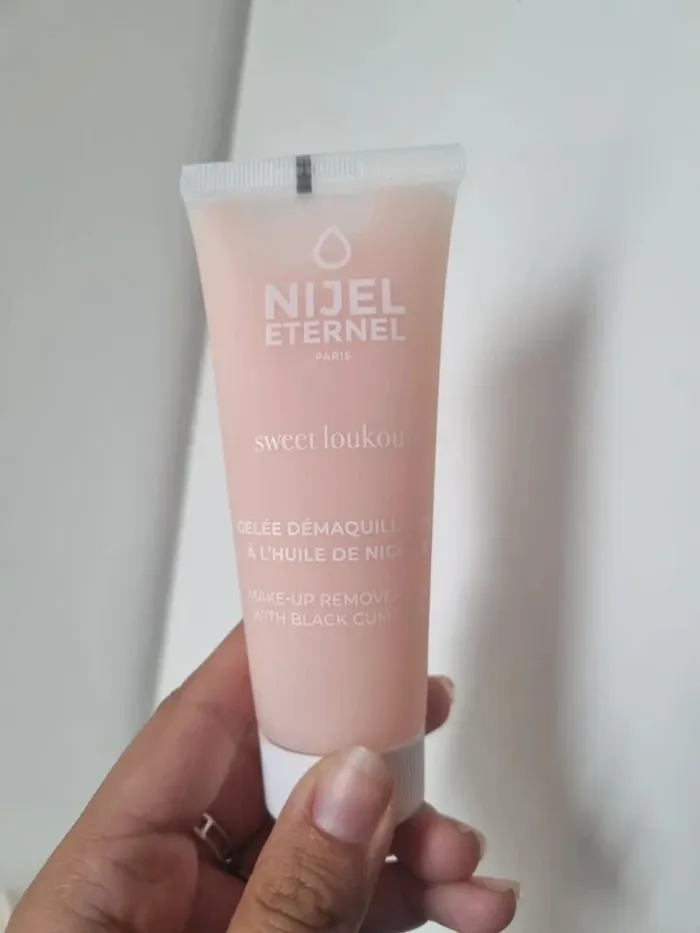 NIJEL
ETERNEL
PARIS
sweet
GELÉE
À L'HUILE DE
MAKE-UP
WITH BLACK